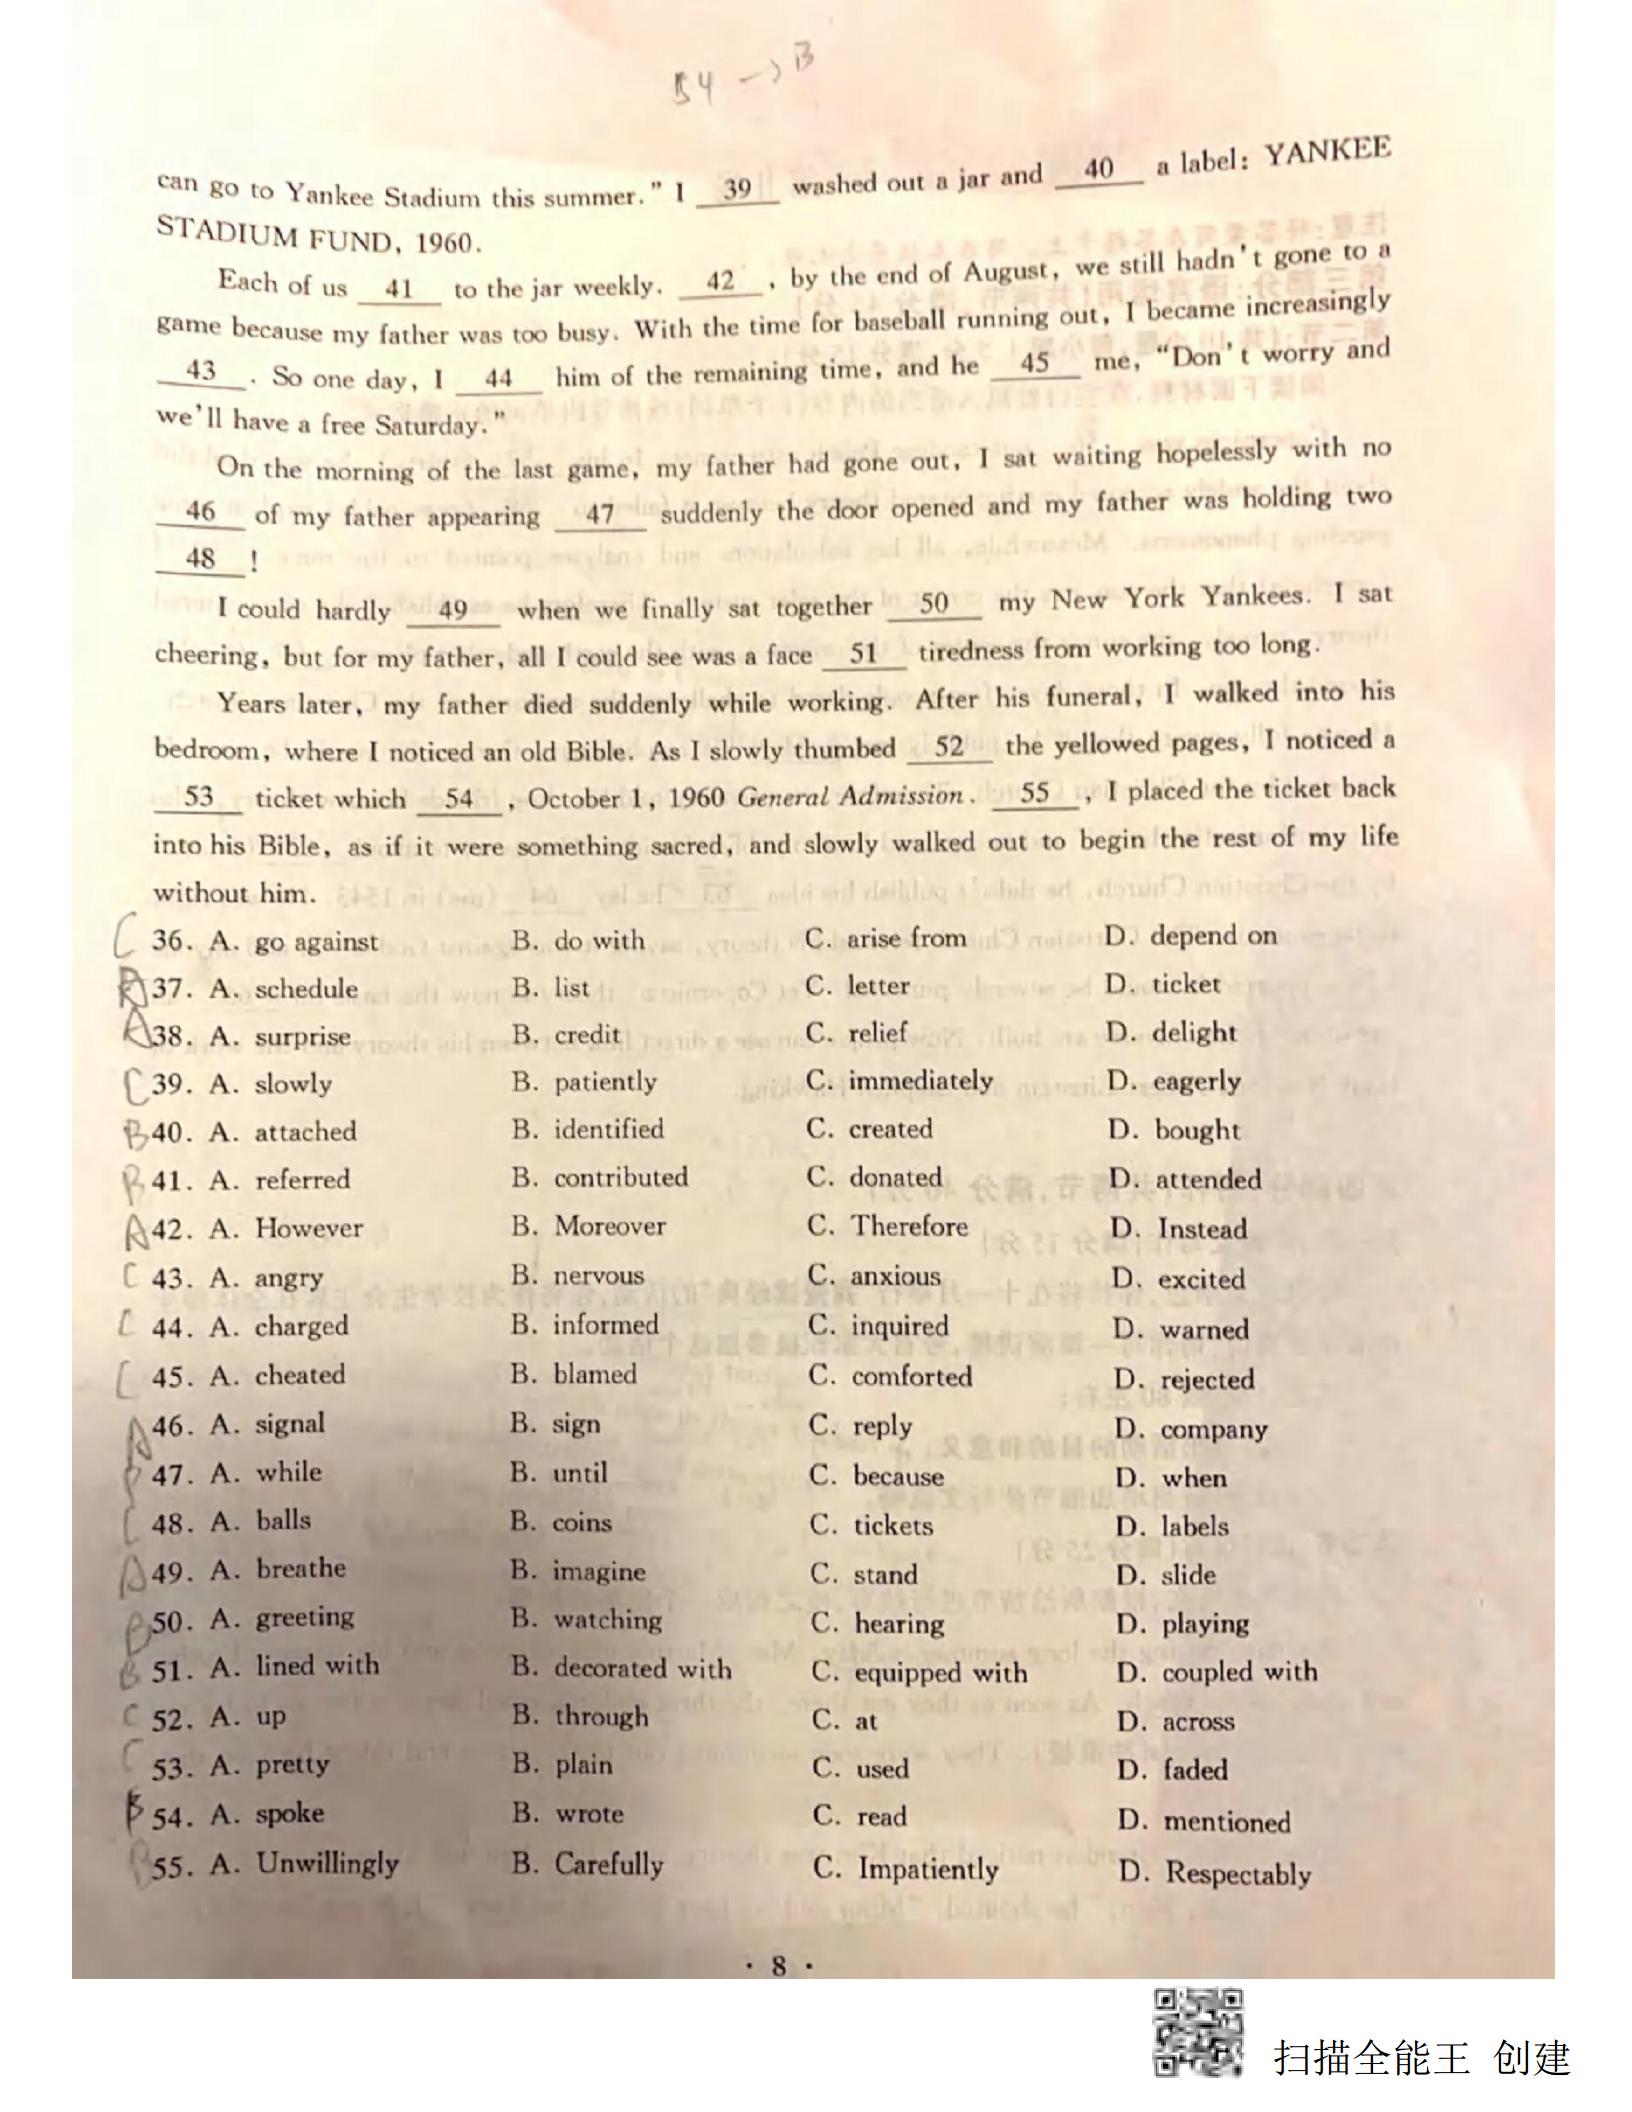 54 → B
can go to Yankee Stadium this summer." I 39 washed out a jar and 40 a label: YANKEE
STADIUM FUND, 1960.
Each of us 41 to the jar weekly. 42 , by the end of August, we still hadn't gone to a
game because my father was too busy. With the time for baseball running out, I became increasingly
43 . So one day, I 44 him of the remaining time, and he 45 me, "Don't worry and
we'll have a free Saturday."
On the morning of the last game, my father had gone out, I sat waiting hopelessly with no
46 of my father appearing 47 suddenly the door opened and my father was holding two
48 !
I could hardly 49 when we finally sat together 50 my New York Yankees. I sat
cheering, but for my father, all I could see was a face 51 tiredness from working too long.
Years later, my father died suddenly while working. After his funeral, I walked into his
bedroom, where I noticed an old Bible. As I slowly thumbed 52 the yellowed pages, I noticed a
53 ticket which 54 , October 1, 1960 General Admission. 55 , I placed the ticket back
into his Bible, as if it were something sacred, and slowly walked out to begin the rest of my life
without him.
C 36. A. go against B. do with C. arise from D. depend on
37. A. schedule B. list C. letter D. ticket
A 38. A. surprise B. credit C. relief D. delight
C 39. A. slowly B. patiently C. immediately D. eagerly
B 40. A. attached B. identified C. created D. bought
B 41. A. referred B. contributed C. donated D. attended
A 42. A. However B. Moreover C. Therefore D. Instead
C 43. A. angry B. nervous C. anxious D. excited
C 44. A. charged B. informed C. inquired D. warned
C 45. A. cheated B. blamed C. comforted D. rejected
46. A. signal B. sign C. reply D. company
47. A. while B. until C. because D. when
C 48. A. balls B. coins C. tickets D. labels
49. A. breathe B. imagine C. stand D. slide
B 50. A. greeting B. watching C. hearing D. playing
B 51. A. lined with B. decorated with C. equipped with D. coupled with
C 52. A. up B. through C. at D. across
C 53. A. pretty B. plain C. used D. faded
B 54. A. spoke B. wrote C. read D. mentioned
55. A. Unwillingly B. Carefully C. Impatiently D. Respectably
· 8 ·
扫描全能王 创建